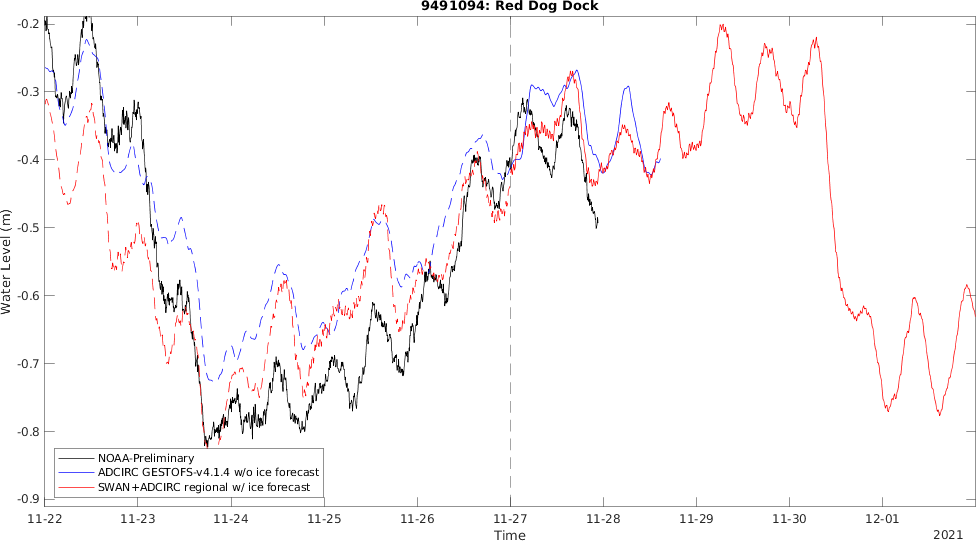 9491094: Red Dog Dock
Water Level (m)
-0.2
-0.3
-0.4
-0.5
-0.6
-0.7
-0.8
-0.9
NOAA-Preliminary
ADCIRC GESTOFS-v4.1.4 w/o ice forecast
SWAN+ADCIRC regional w/ ice forecast
11-22 11-23 11-24 11-25 11-26 11-27 11-28 11-29 11-30 12-01
Time
2021